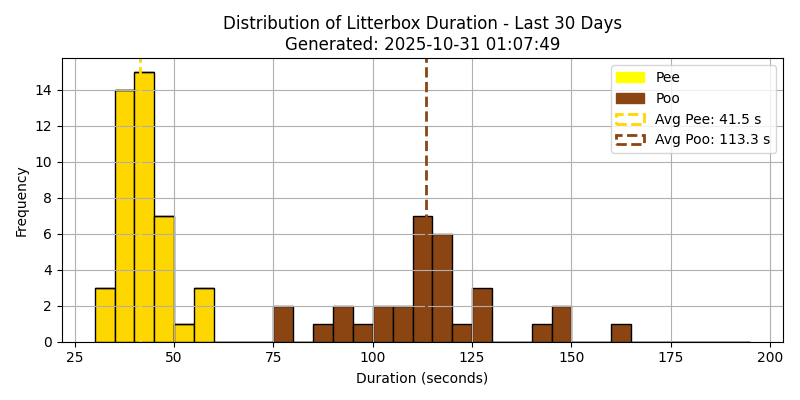 Distribution of Litterbox Duration - Last 30 Days
Generated: 2025-10-31 01:07:49
Pee
Poo
Avg Pee: 41.5 s
Avg Poo: 113.3 s
Frequency
14
12
10
8
6
4
2
0
25 50 75 100 125 150 175 200
Duration (seconds)